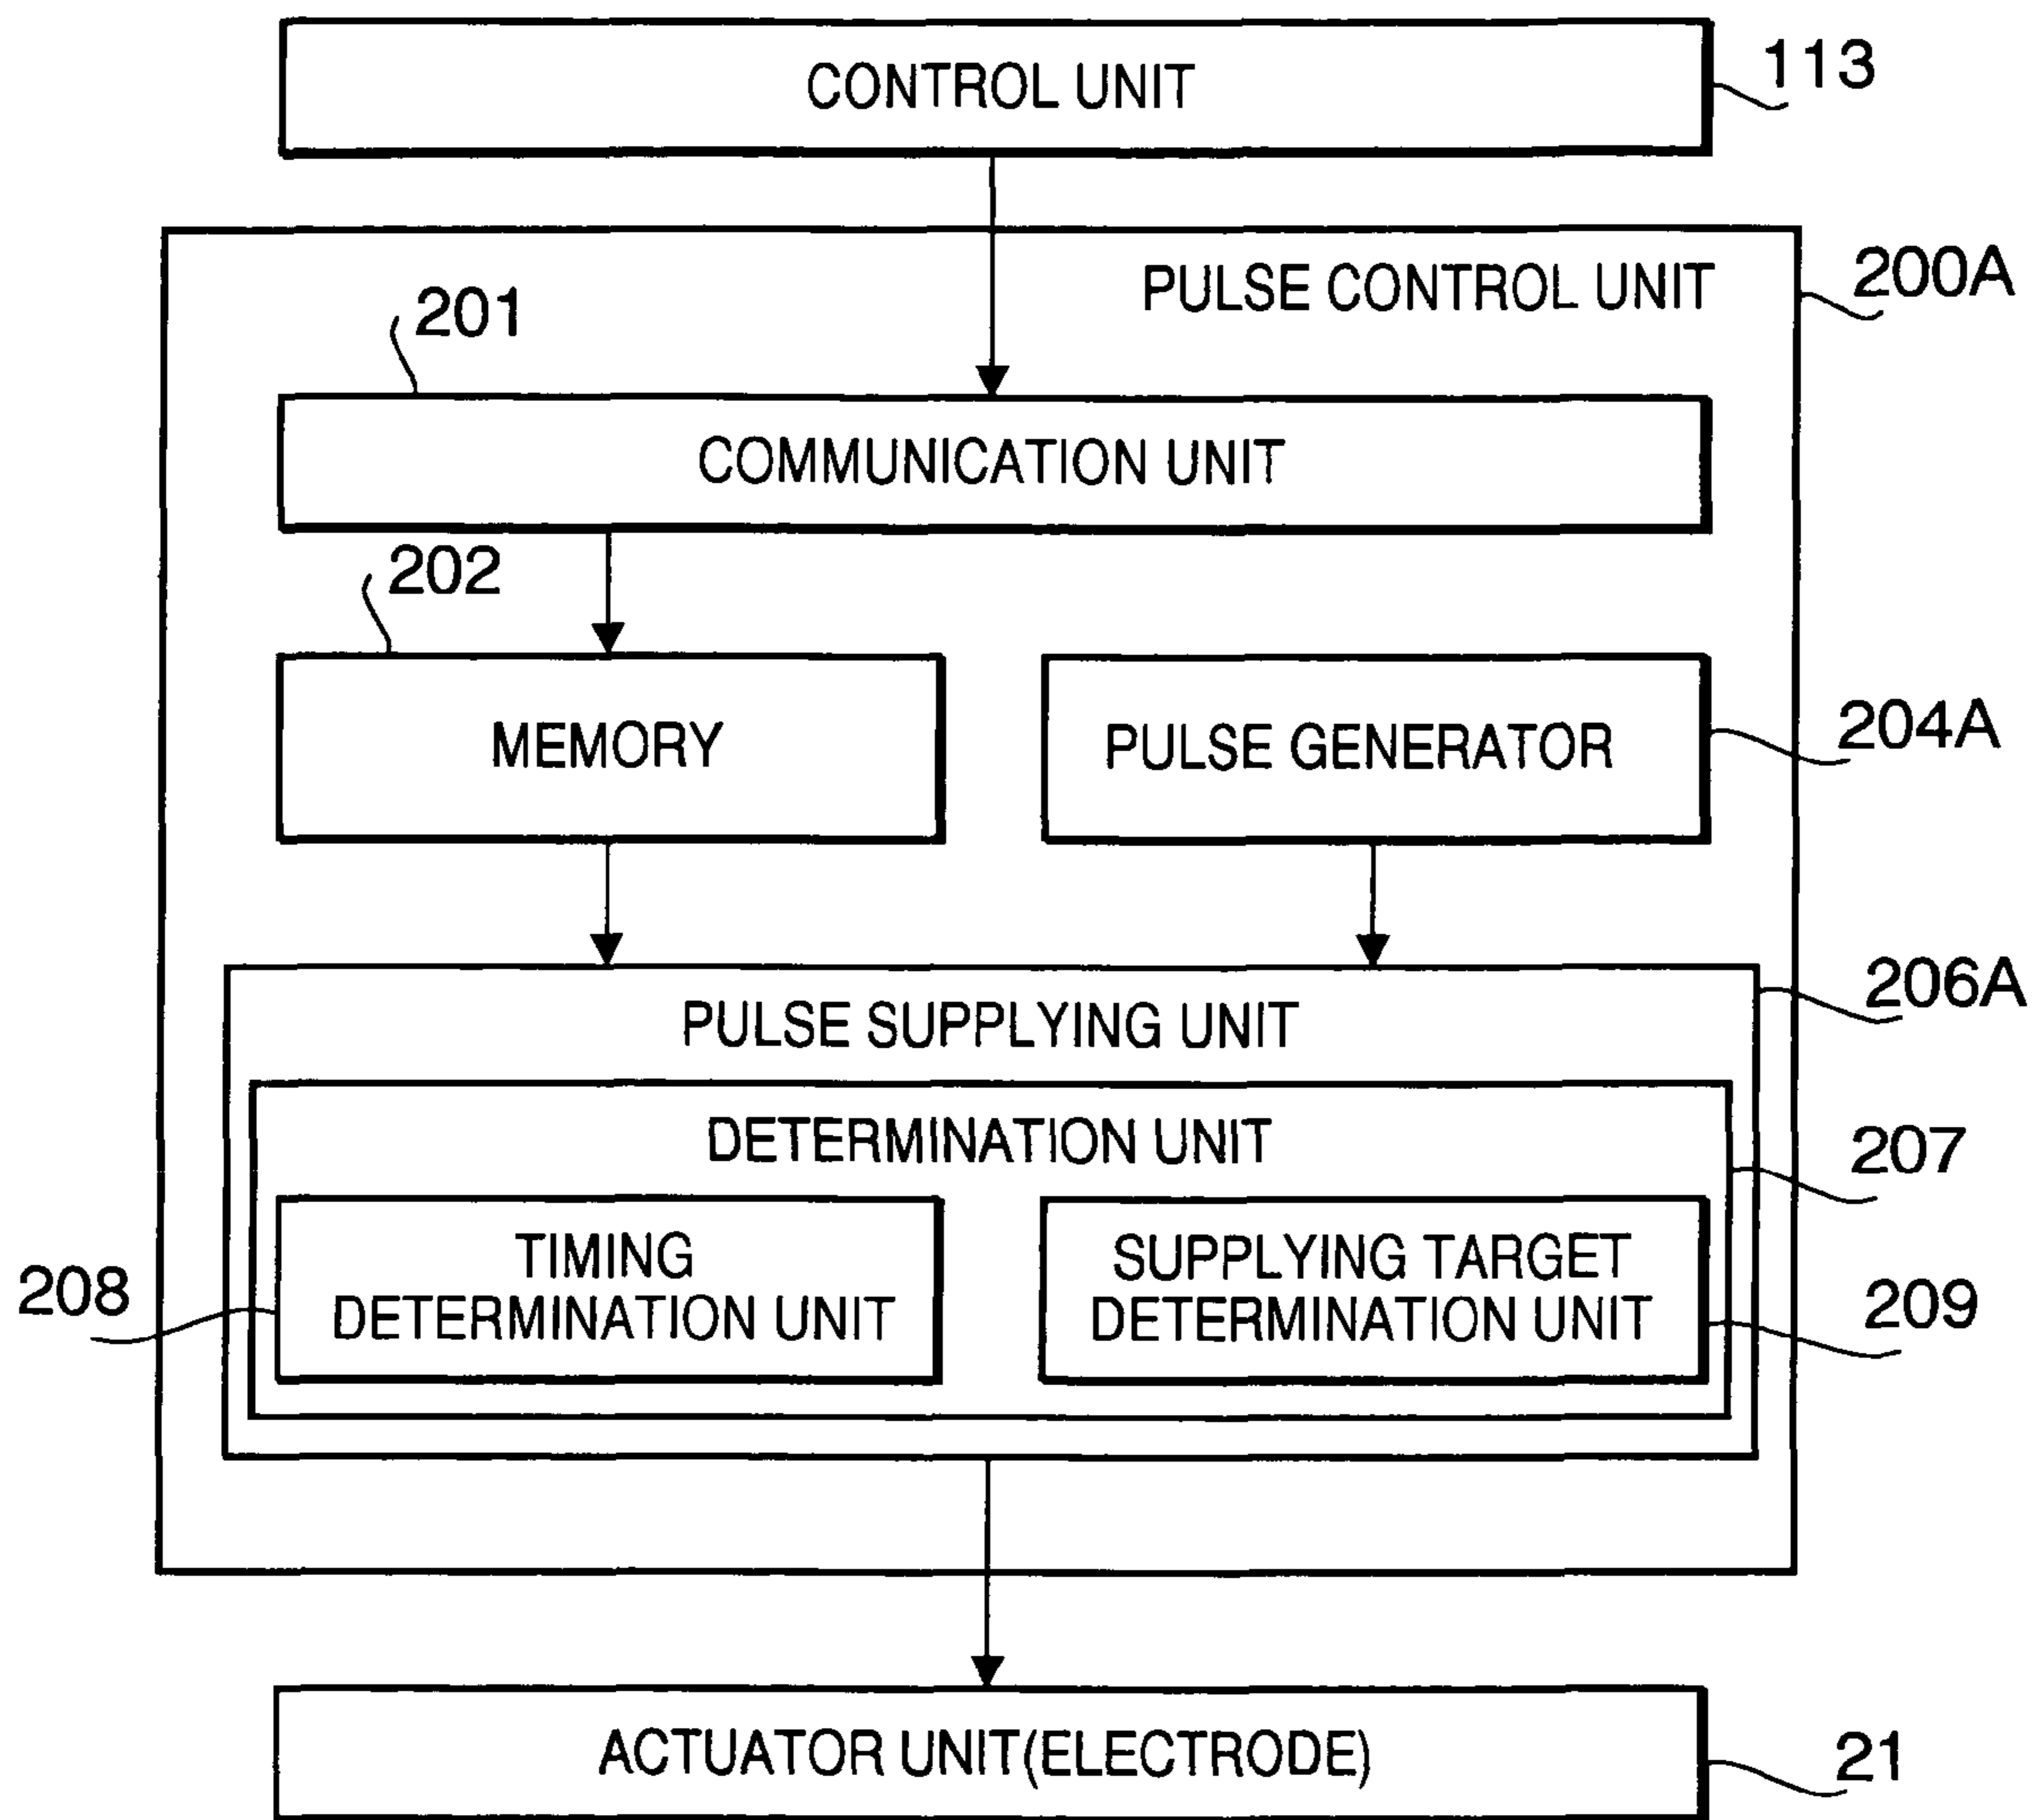 CONTROL UNIT
113
PULSE CONTROL UNIT
200A
201
COMMUNICATION UNIT
202
MEMORY
PULSE GENERATOR
204A
PULSE SUPPLYING UNIT
206A
DETERMINATION UNIT
207
TIMING
DETERMINATION UNIT
208
SUPPLYING TARGET
DETERMINATION UNIT
209
ACTUATOR UNIT(ELECTRODE)
21